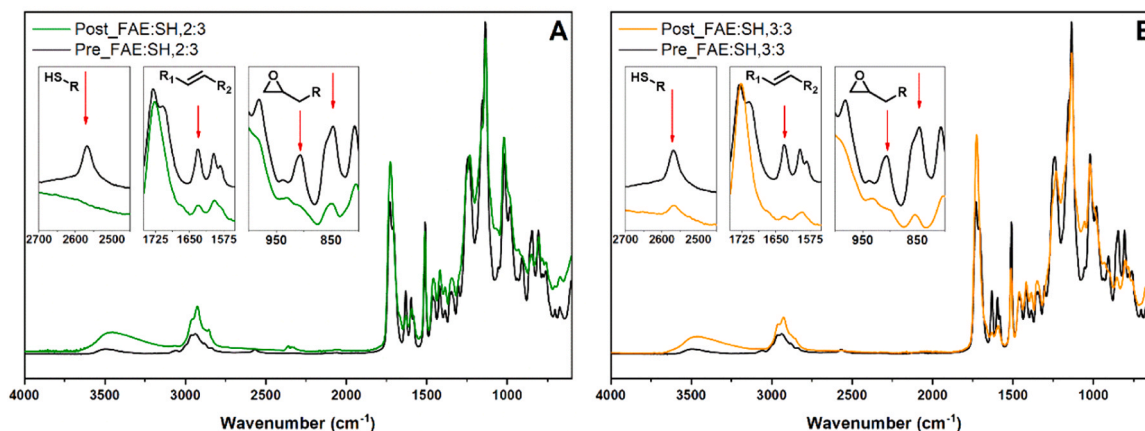 Post_FAE:SH,2:3
Pre_FAE:SH,2:3
A
HS
R
R1
R2
O
R
2700 2600 2500
1725 1650 1575
950 850
4000 3500 3000 2500 2000 1500 1000
Wavenumber (cm-1)
Post_FAE:SH,3:3
Pre_FAE:SH,3:3
HS
R
R1
R2
O
R
2700 2600 2500
1725 1650 1575
950 850
4000 3500 3000 2500 2000 1500 1000
Wavenumber (cm-1)